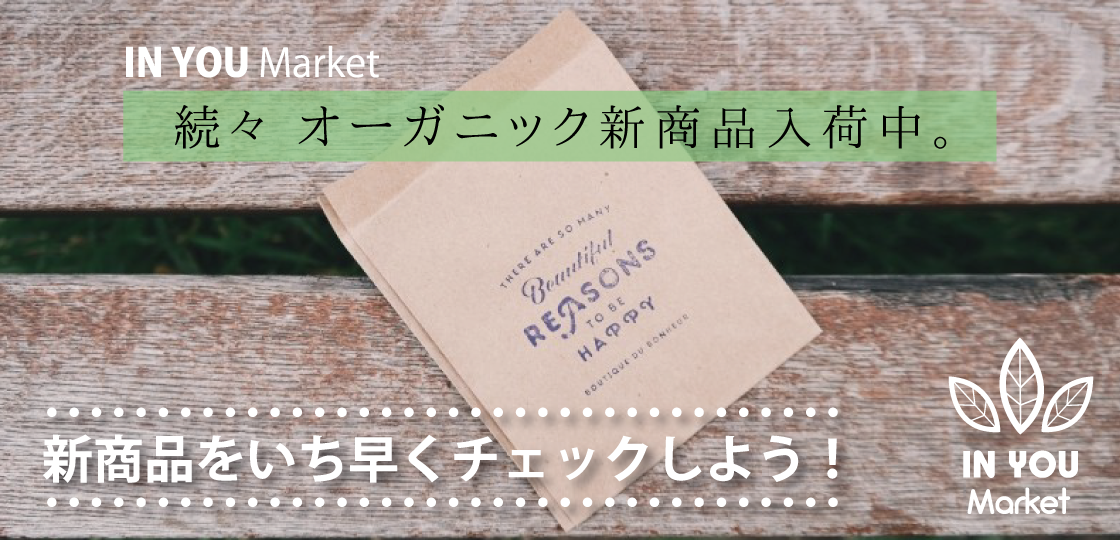 IN YOU Market
続々 オーガニック新商品入荷中。
THERE ARE SO MANY
Beautiful
REASONS
TO BE
HAPPY
BOUTIQUE DU BONHEUR
新商品をいち早くチェックしよう！
IN YOU
Market